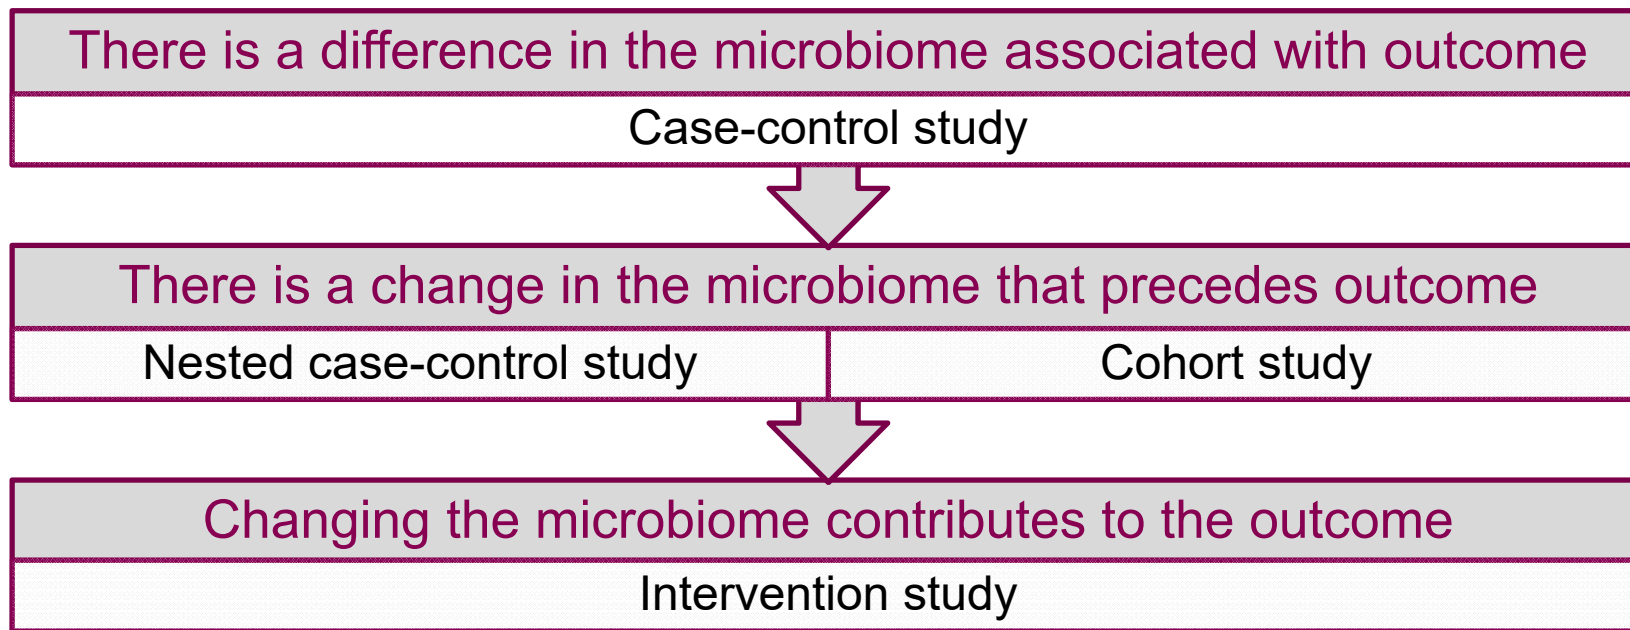 There is a difference in the microbiome associated with outcome
Case-control study
There is a change in the microbiome that precedes outcome
Nested case-control study
Cohort study
Changing the microbiome contributes to the outcome
Intervention study